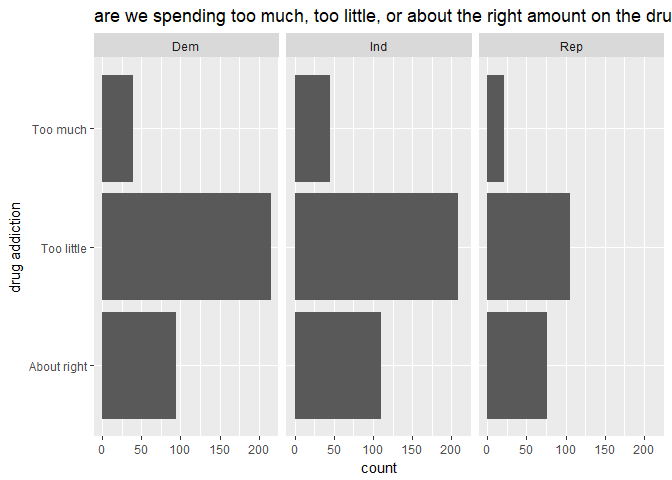 are we spending too much, too little, or about the right amount on the dru
Dem Ind Rep
Too much
Too little
About right
drug addiction
0 50 100 150 200 0 50 100 150 200 0 50 100 150 200
count